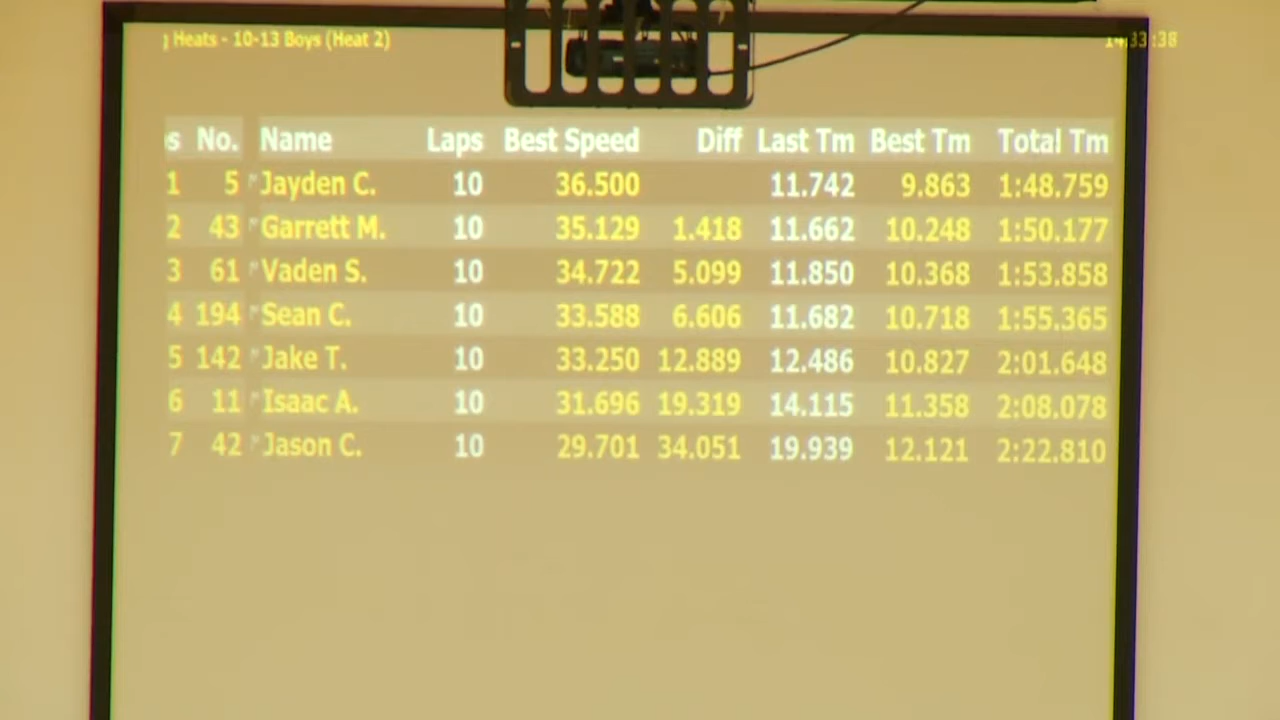 Heats - 10-13 Boys (Heat 2) 14:33:38
No. Name Laps Best Speed Diff Last Tm Best Tm Total Tm
1 5 Jayden C. 10 36.500 11.742 9.863 1:48.759
2 43 Garrett M. 10 35.129 1.418 11.662 10.248 1:50.177
3 61 Vaden S. 10 34.722 5.099 11.850 10.368 1:53.858
4 194 Sean C. 10 33.588 6.606 11.682 10.718 1:55.365
5 142 Jake T. 10 33.250 12.889 12.486 10.827 2:01.648
6 11 Isaac A. 10 31.696 19.319 14.115 11.358 2:08.078
7 42 Jason C. 10 29.701 34.051 19.939 12.121 2:22.810